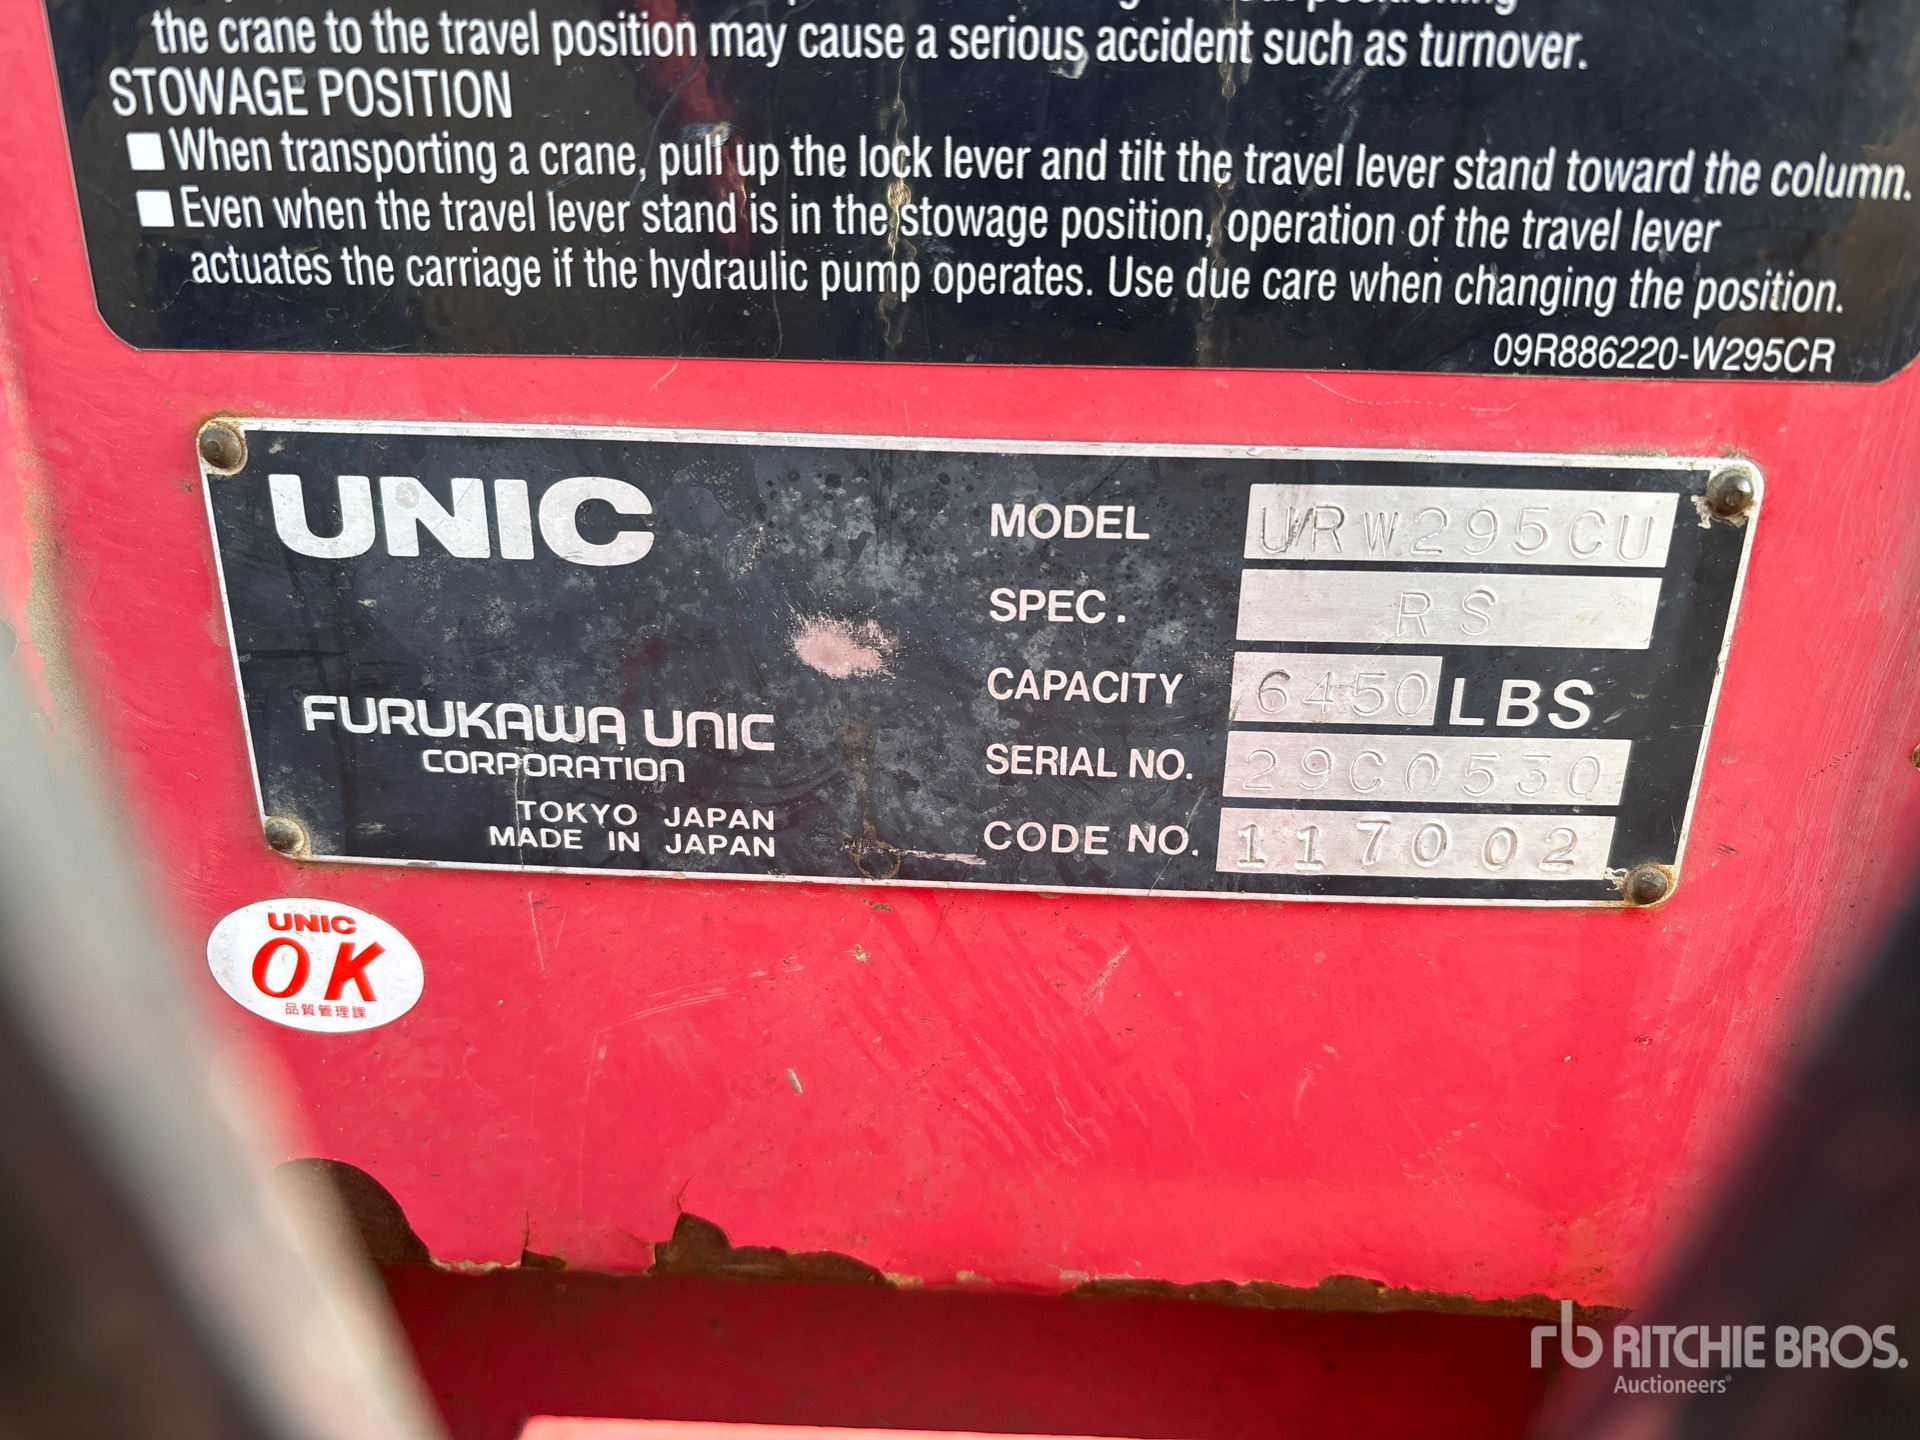 positioning
the crane to the travel position may cause a serious accident such as turnover.
STOWAGE POSITION
■When transporting a crane, pull up the lock lever and tilt the travel lever stand toward the column.
■Even when the travel lever stand is in the stowage position, operation of the travel lever
actuates the carriage if the hydraulic pump operates. Use due care when changing the position.
09R886220-W295CR
UNIC
MODEL URW295CU
SPEC. RS
CAPACITY 6450 LBS
SERIAL NO. 29C0530
CODE NO. 117002
FURUKAWA UNIC
CORPORATION
TOKYO JAPAN
MADE IN JAPAN
UNIC
OK
品質管理課
rb RITCHIE BROS.
Auctioneers®